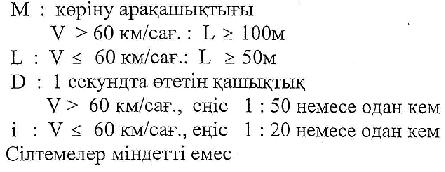 М : көріну арақашықтығы
V > 60 км/сағ. : L ≥ 100м
L : V ≤ 60 км/сағ. : L ≥ 50м
D : 1 секундта өтетін қашықтық
V > 60 км/сағ., еңіс 1 : 50 немесе одан кем
i : V ≤ 60 км/сағ., еңіс 1 : 20 немесе одан кем
Сілтемелер міндетті емес